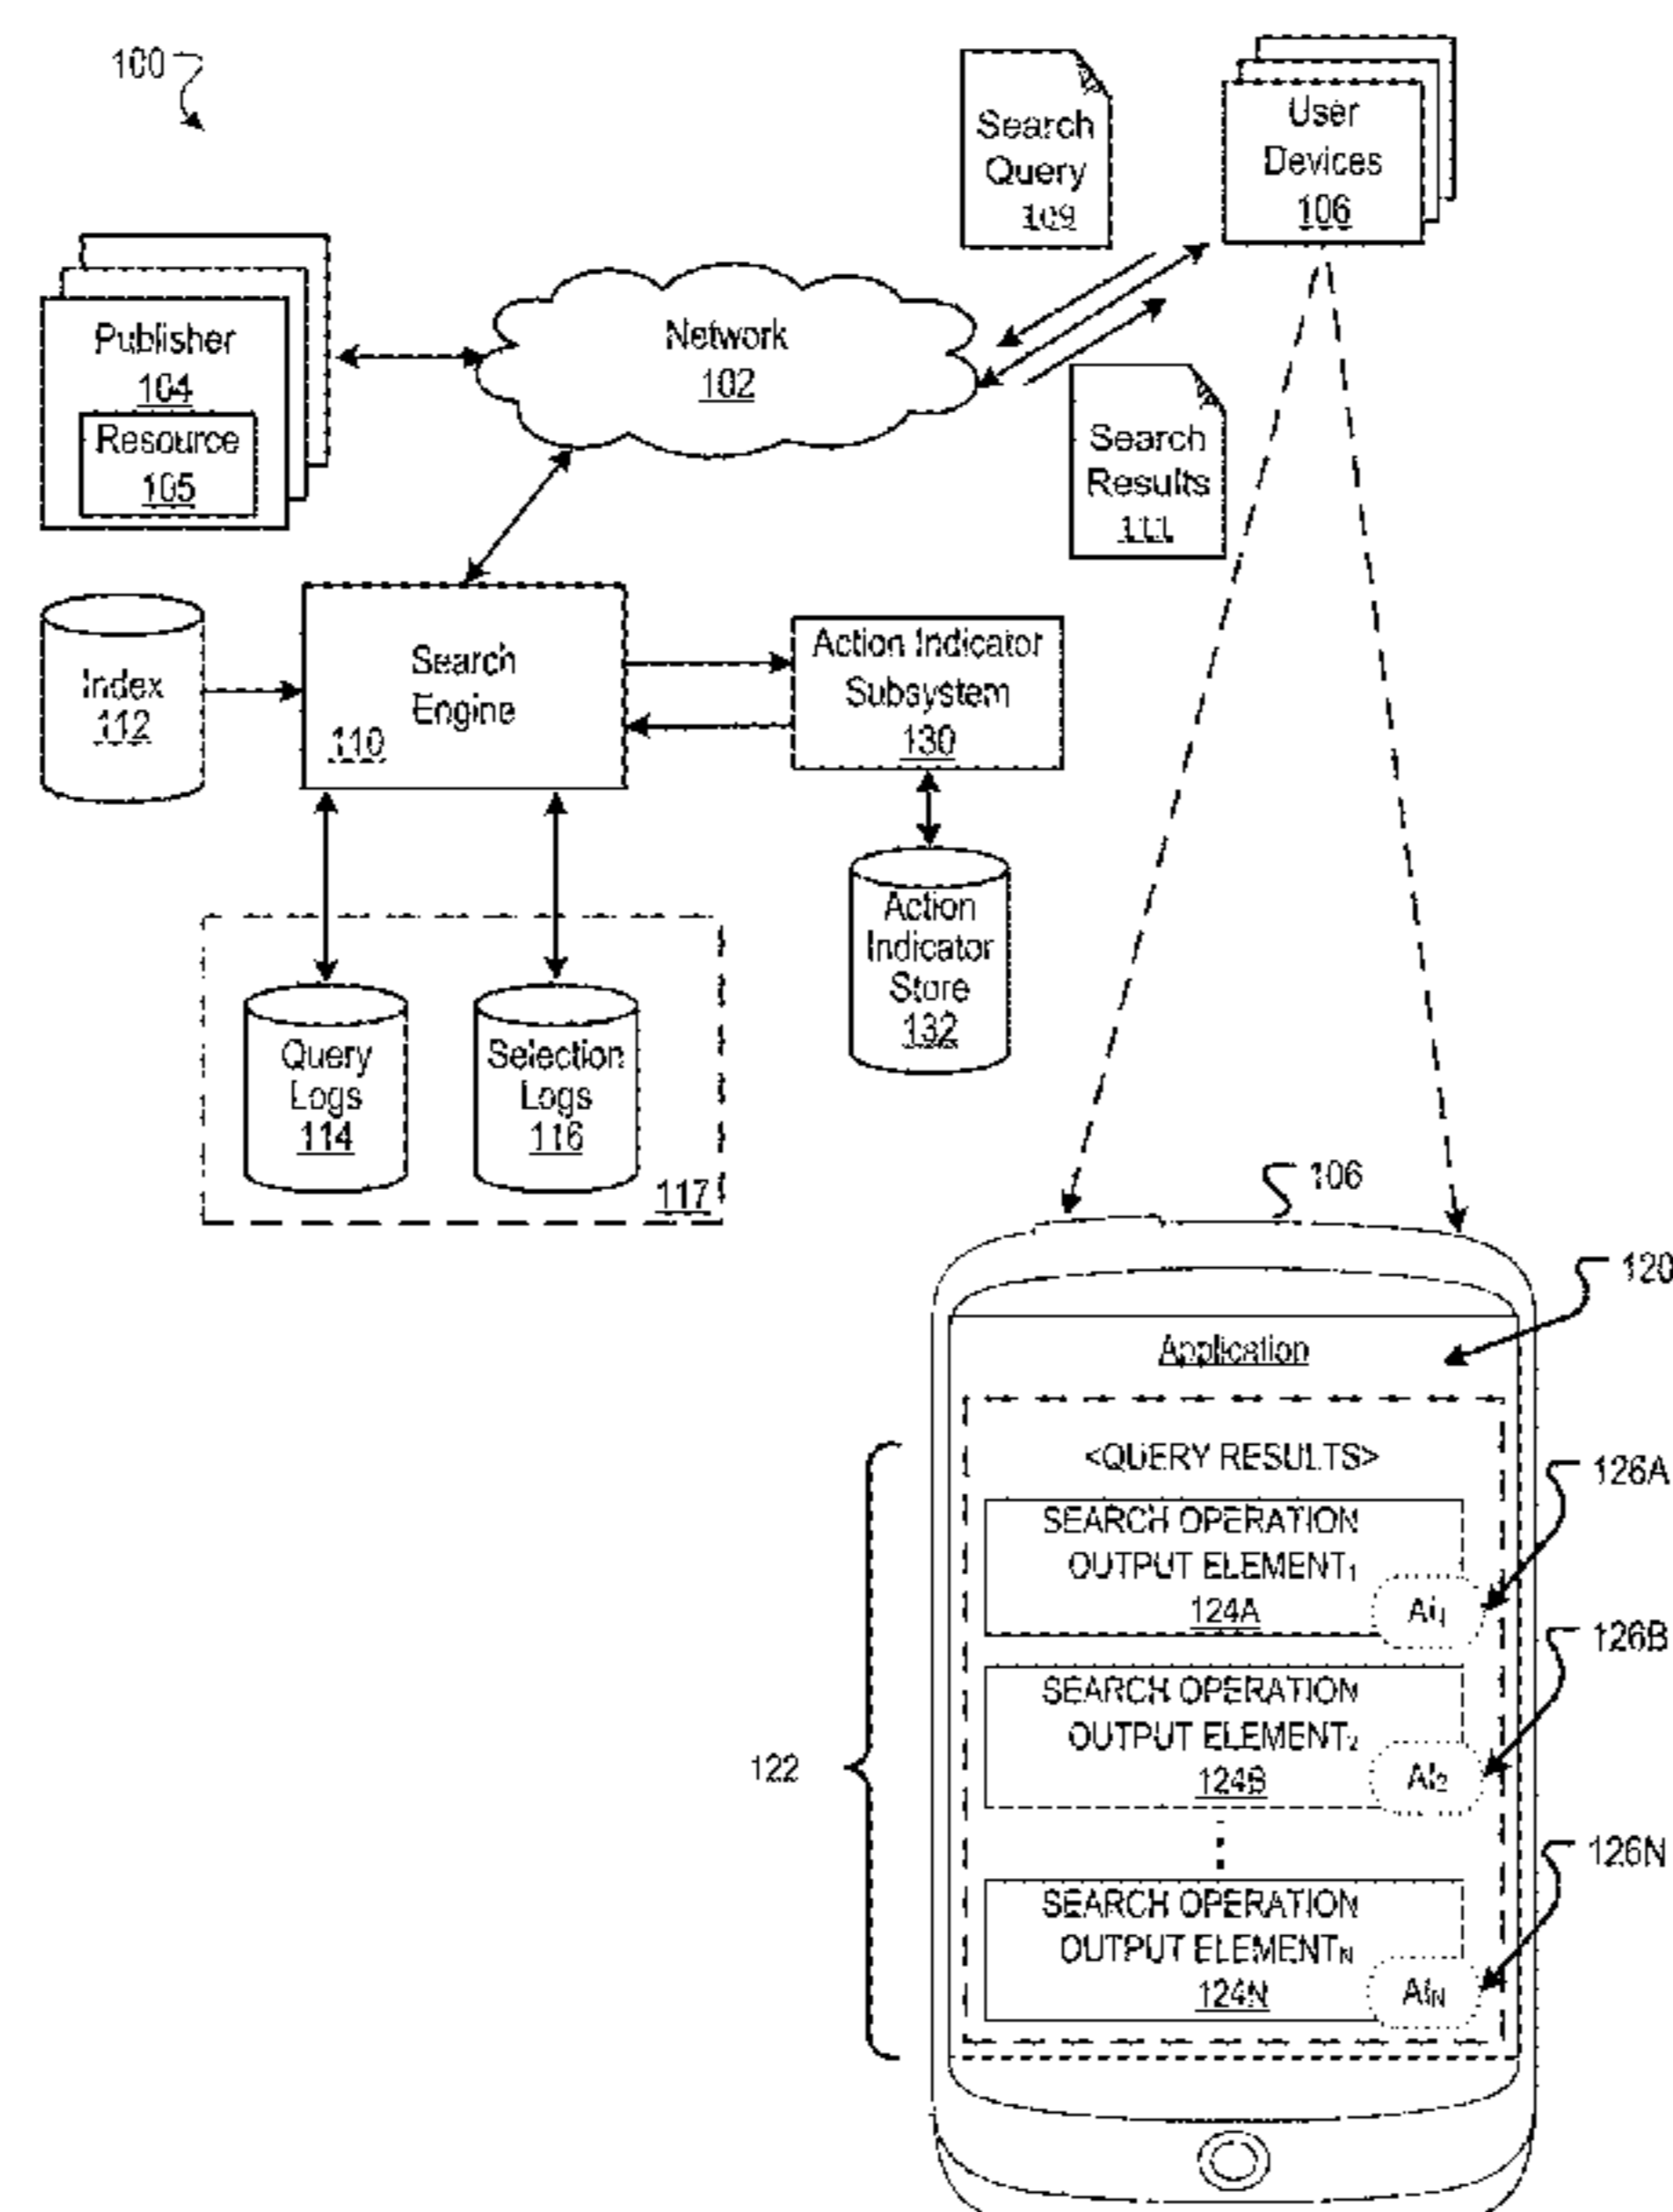 100
Search
Query
109
User
Devices
106
Publisher
104
Resource
105
Network
102
Search
Results
111
Index
112
Search
Engine
110
Action Indicator
Subsystem
130
Action
Indicator
Store
132
Query
Logs
114
Selection
Logs
116
117
106
120
Application
<QUERY RESULTS>
126A
SEARCH OPERATION
OUTPUT ELEMENT₁
124A
AI₁
126B
SEARCH OPERATION
OUTPUT ELEMENT₂
124B
AI₂
122
126N
SEARCH OPERATION
OUTPUT ELEMENT_N
124N
AI_N